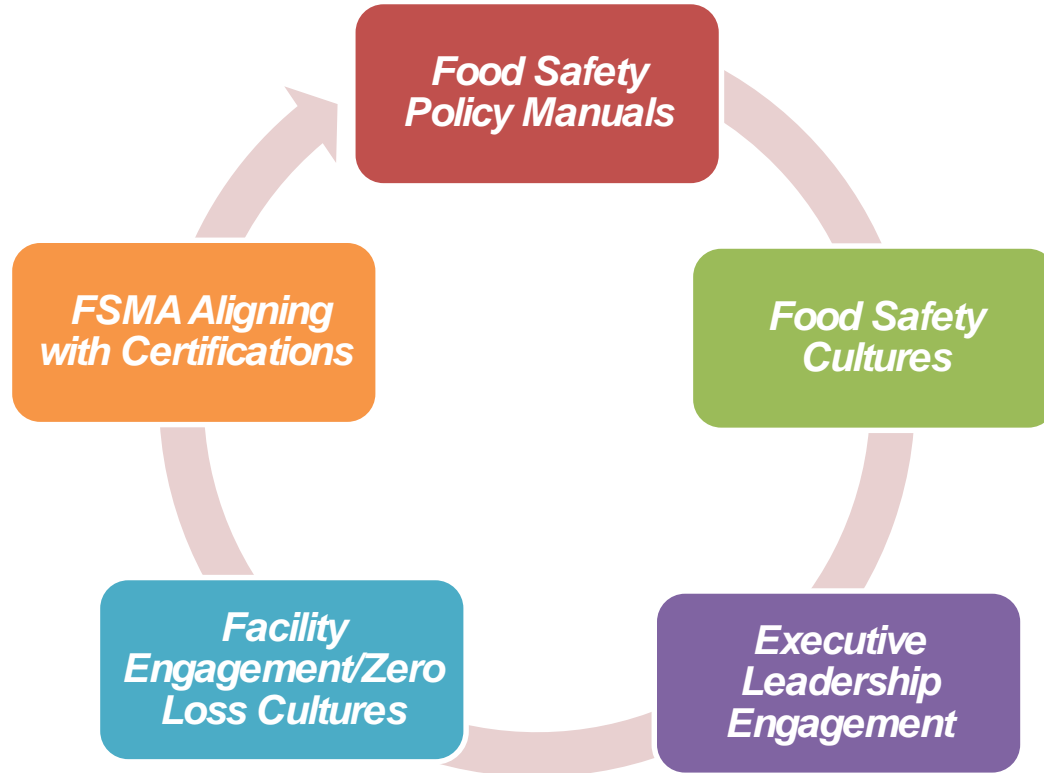 Food Safety
Policy Manuals
Food Safety
Cultures
Executive
Leadership
Engagement
Facility
Engagement/Zero
Loss Cultures
FSMA Aligning
with Certifications